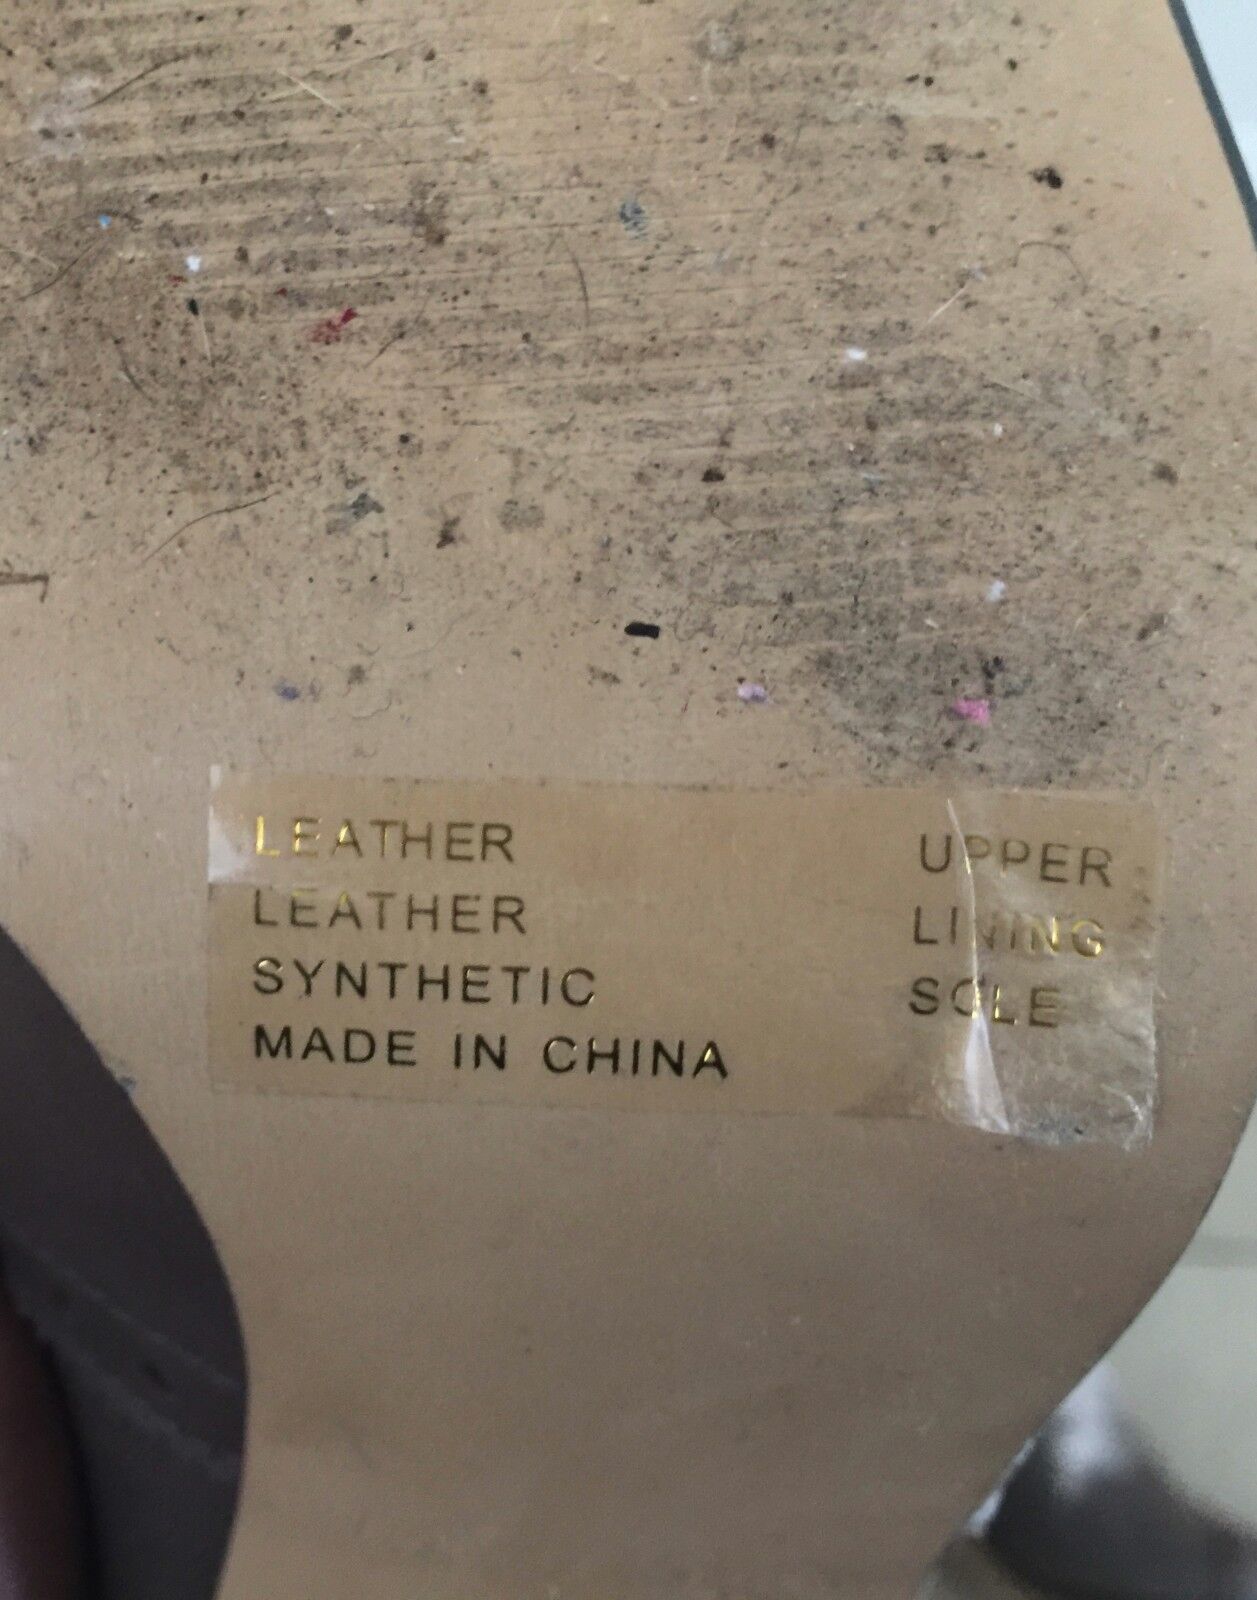 LEATHER UPPER
LEATHER LINING
SYNTHETIC SOLE
MADE IN CHINA